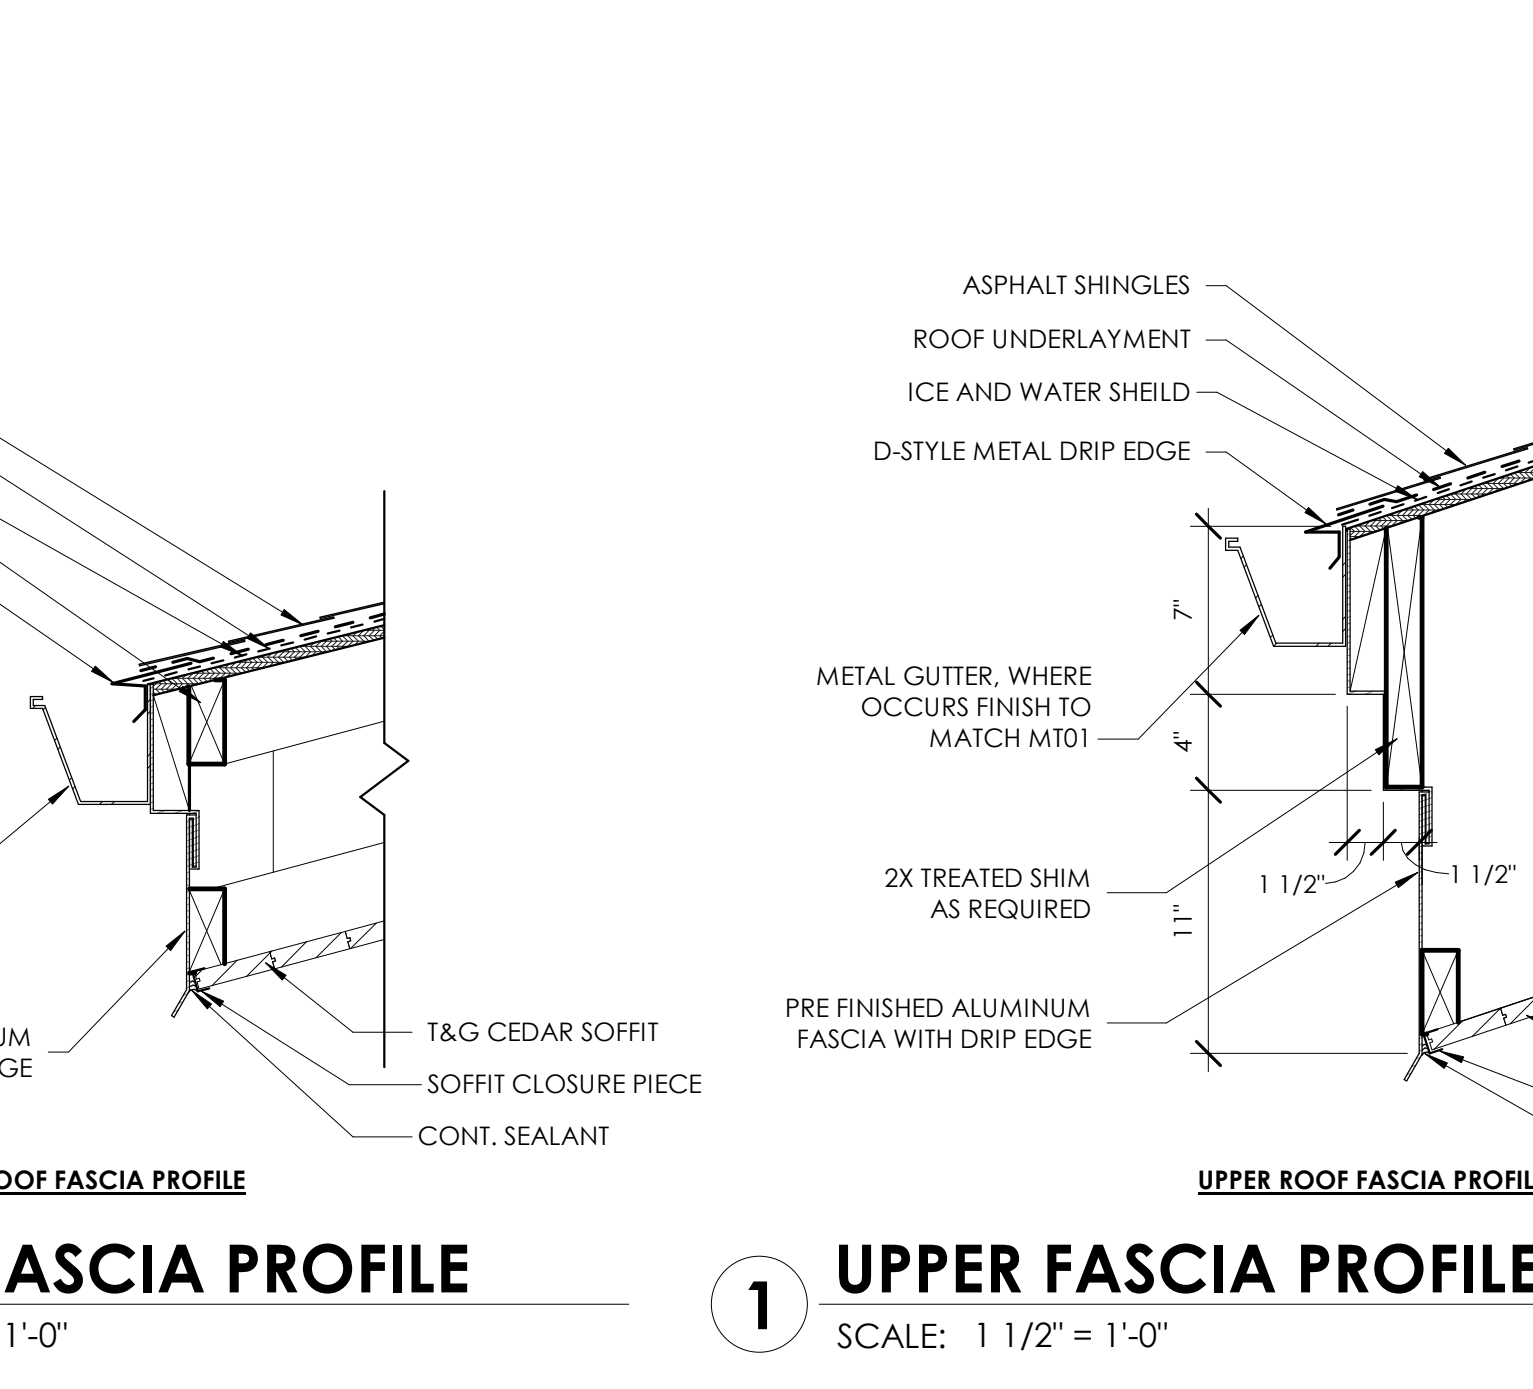 ASPHALT SHINGLES
ROOF UNDERLAYMENT
ICE AND WATER SHEILD
D-STYLE METAL DRIP EDGE
7"
METAL GUTTER, WHERE
OCCURS FINISH TO
MATCH MT01
4"
2X TREATED SHIM
AS REQUIRED
1 1/2"
1 1/2"
11"
PRE FINISHED ALUMINUM
FASCIA WITH DRIP EDGE
UM
GE
T&G CEDAR SOFFIT
SOFFIT CLOSURE PIECE
CONT. SEALANT
OOF FASCIA PROFILE
UPPER ROOF FASCIA PROFIL
ASCIA PROFILE
1'-0"
1
UPPER FASCIA PROFILE
SCALE: 1 1/2" = 1'-0"